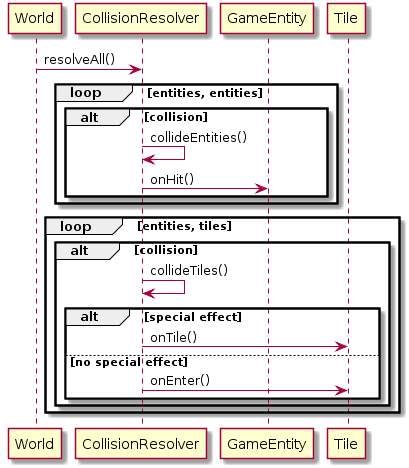 World CollisionResolver GameEntity Tile
resolveAll()
loop [entities, entities]
alt [collision]
collideEntities()
onHit()
loop [entities, tiles]
alt [collision]
collideTiles()
alt [special effect]
onTile()
[no special effect]
onEnter()
World CollisionResolver GameEntity Tile